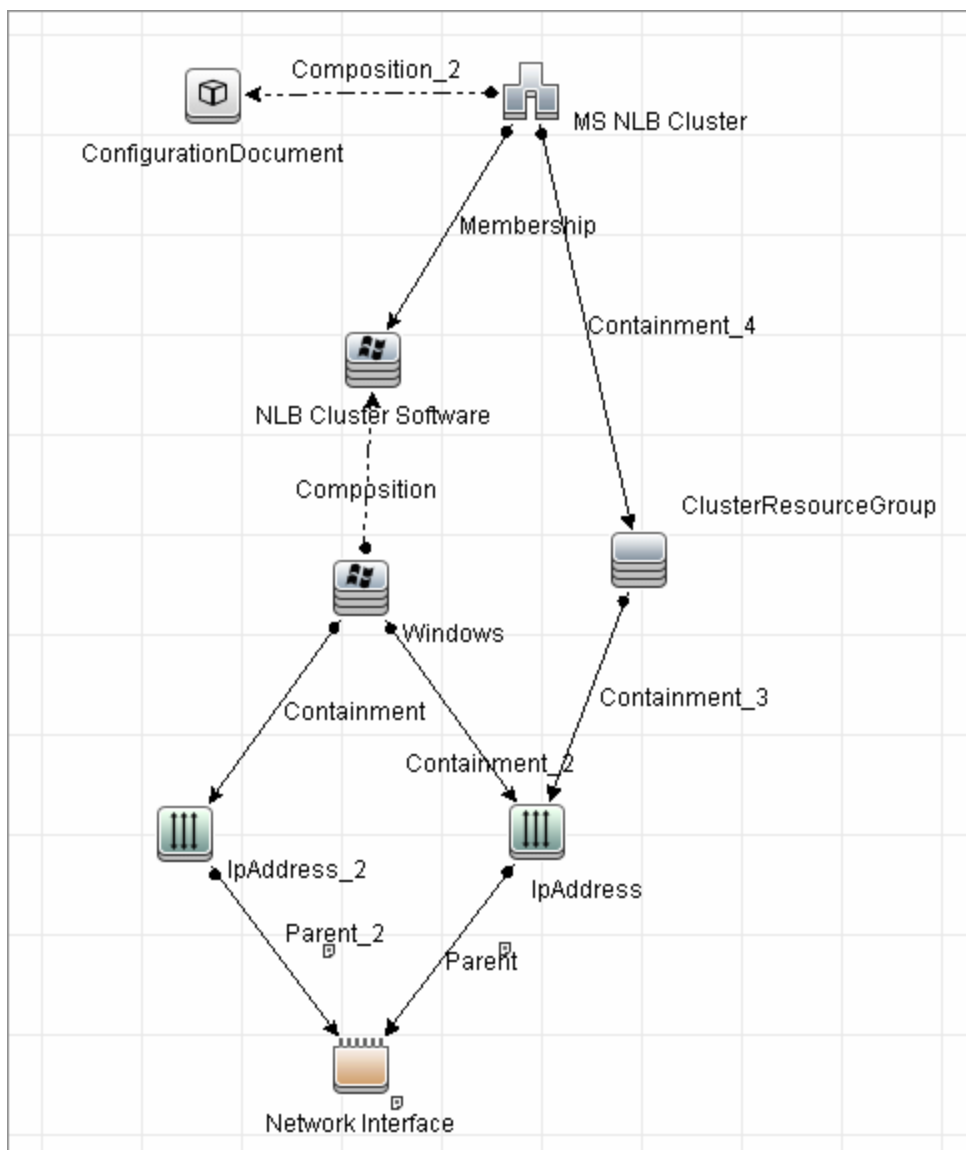 Composition_2
MS NLB Cluster
ConfigurationDocument
Membership
Containment_4
NLB Cluster Software
Composition
ClusterResourceGroup
Windows
Containment
Containment_3
Containment_2
IpAddress_2
IpAddress
Parent_2
Parent
Network Interface